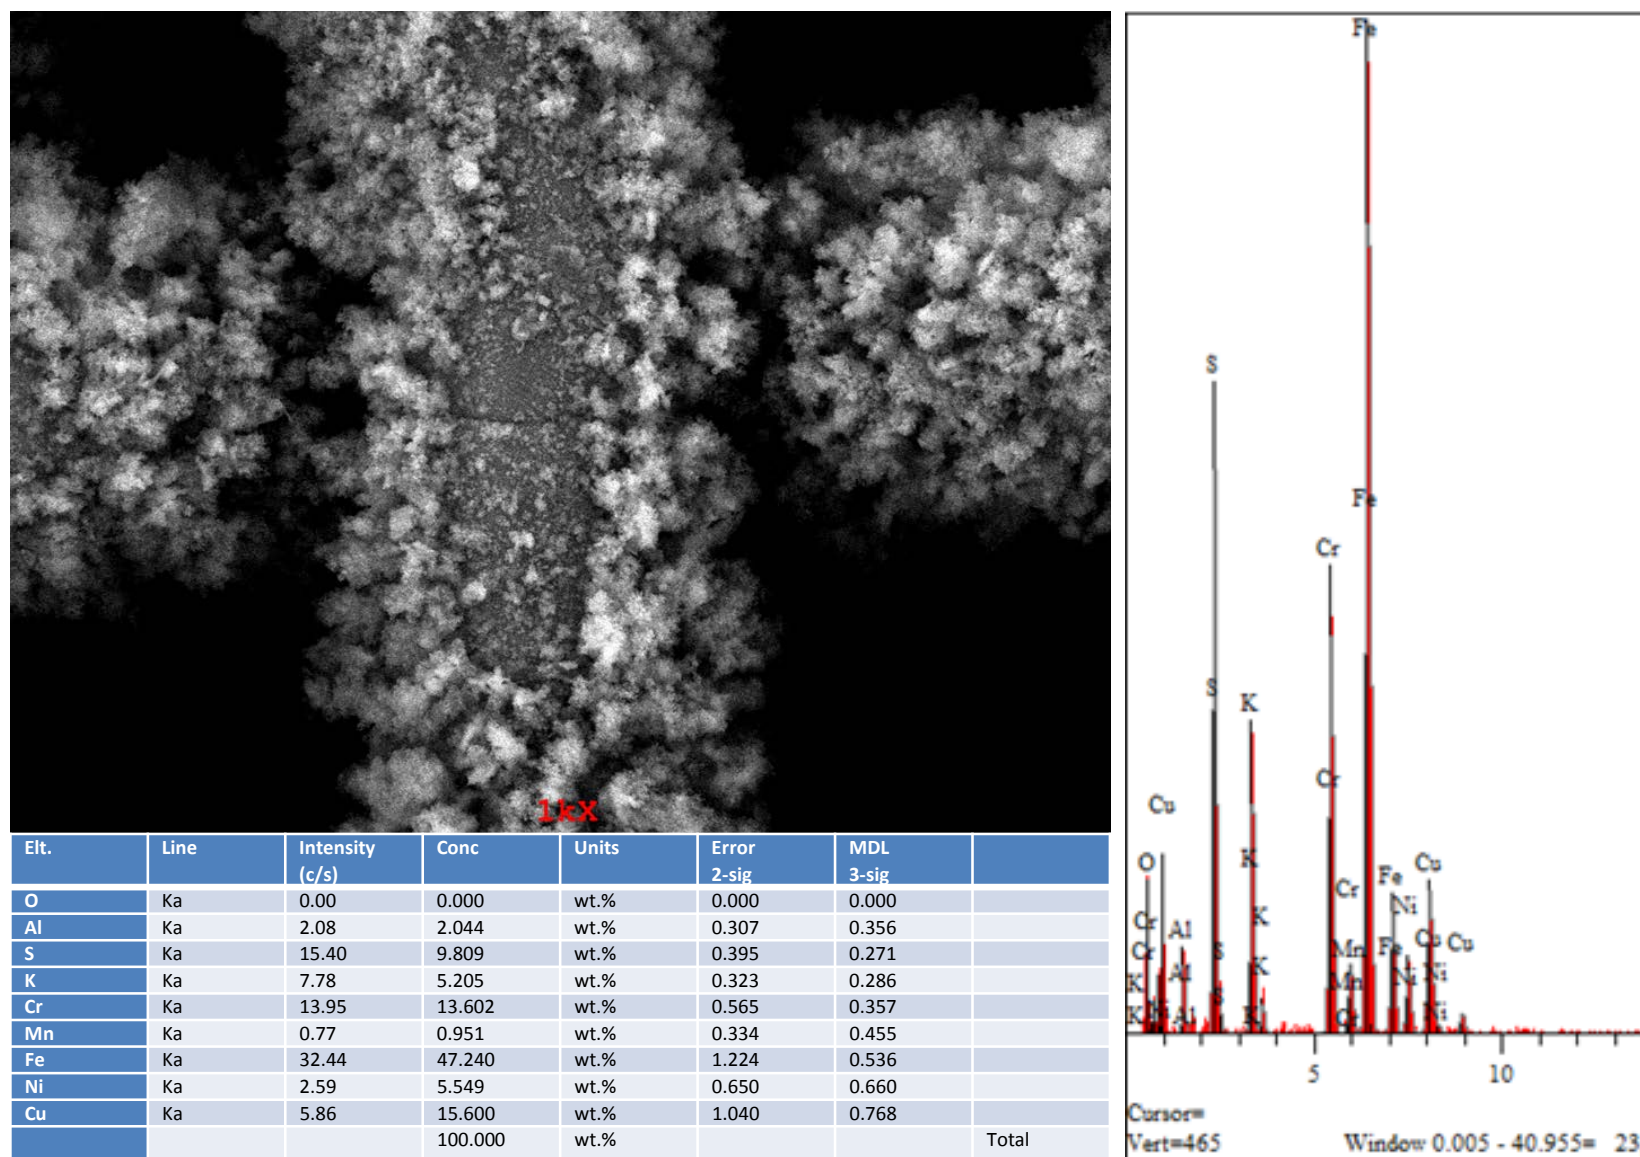 1kX
Elt. Line Intensity (c/s) Conc Units Error 2-sig MDL 3-sig
O Ka 0.00 0.000 wt.% 0.000 0.000
Al Ka 2.08 2.044 wt.% 0.307 0.356
S Ka 15.40 9.809 wt.% 0.395 0.271
K Ka 7.78 5.205 wt.% 0.323 0.286
Cr Ka 13.95 13.602 wt.% 0.565 0.357
Mn Ka 0.77 0.951 wt.% 0.334 0.455
Fe Ka 32.44 47.240 wt.% 1.224 0.536
Ni Ka 2.59 5.549 wt.% 0.650 0.660
Cu Ka 5.86 15.600 wt.% 1.040 0.768
100.000 wt.% Total
Fe
S
Fe
Cr
S
K
Cr
Cu
O K Cr Fe Cu
Ni
Cr Al K
S Mn Fe Cu Cu
Cr
K Al K Mn Ni Ni
K Al S K Cr Ni
5 10
Cursor=
Vert=465 Window 0.005 - 40.955= 23